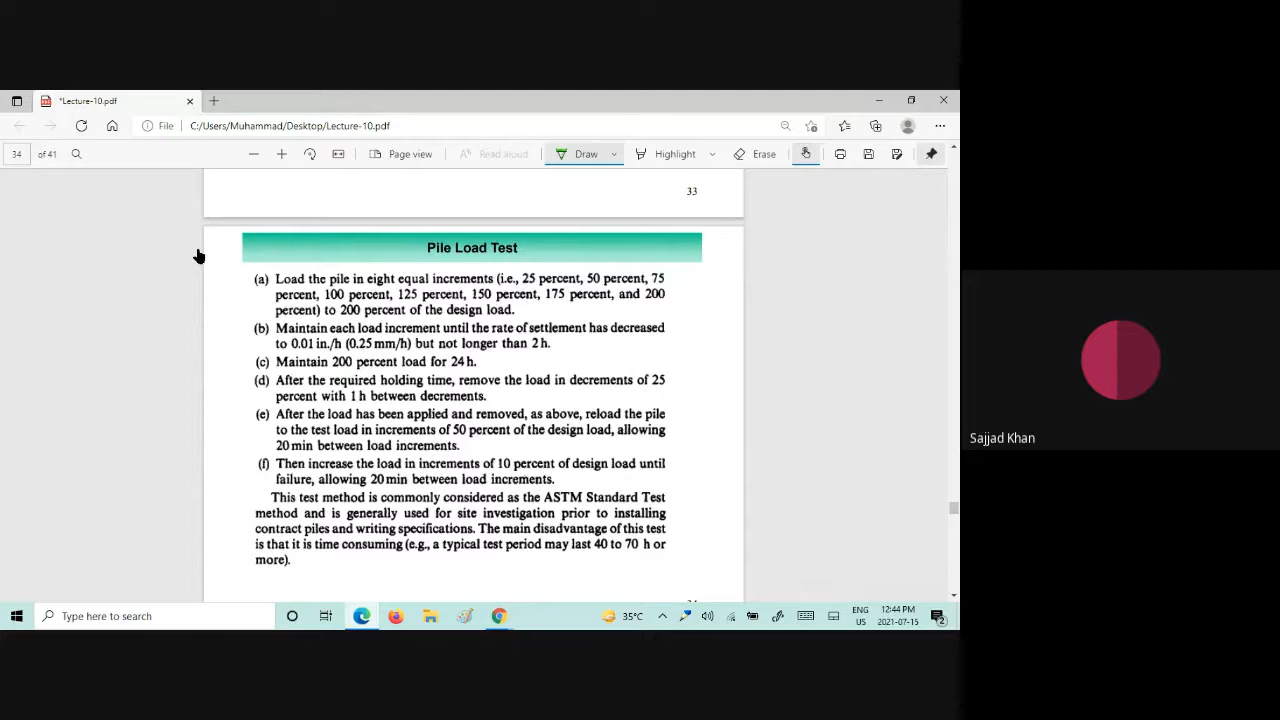 *Lecture-10.pdf
File
C:/Users/Muhammad/Desktop/Lecture-10.pdf
34 of 41
Page view
Read aloud
Draw
Highlight
Erase
33
Pile Load Test
(a) Load the pile in eight equal increments (i.e., 25 percent, 50 percent, 75
percent, 100 percent, 125 percent, 150 percent, 175 percent, and 200
percent) to 200 percent of the design load.
(b) Maintain each load increment until the rate of settlement has decreased
to 0.01 in./h (0.25 mm/h) but not longer than 2 h.
(c) Maintain 200 percent load for 24 h.
(d) After the required holding time, remove the load in decrements of 25
percent with 1 h between decrements.
(e) After the load has been applied and removed, as above, reload the pile
to the test load in increments of 50 percent of the design load, allowing
20 min between load increments.
(f) Then increase the load in increments of 10 percent of design load until
failure, allowing 20 min between load increments.
This test method is commonly considered as the ASTM Standard Test
method and is generally used for site investigation prior to installing
contract piles and writing specifications. The main disadvantage of this test
is that it is time consuming (e.g., a typical test period may last 40 to 70 h or
more).
Sajjad Khan
Type here to search
35°C
ENG
US
12:44 PM
2021-07-15
2